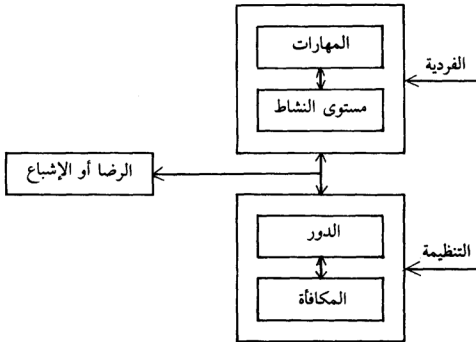 المهارات
الفردية
مستوى النشاط
الرضا أو الإشباع
الدور
التنظيمة
المكافأة